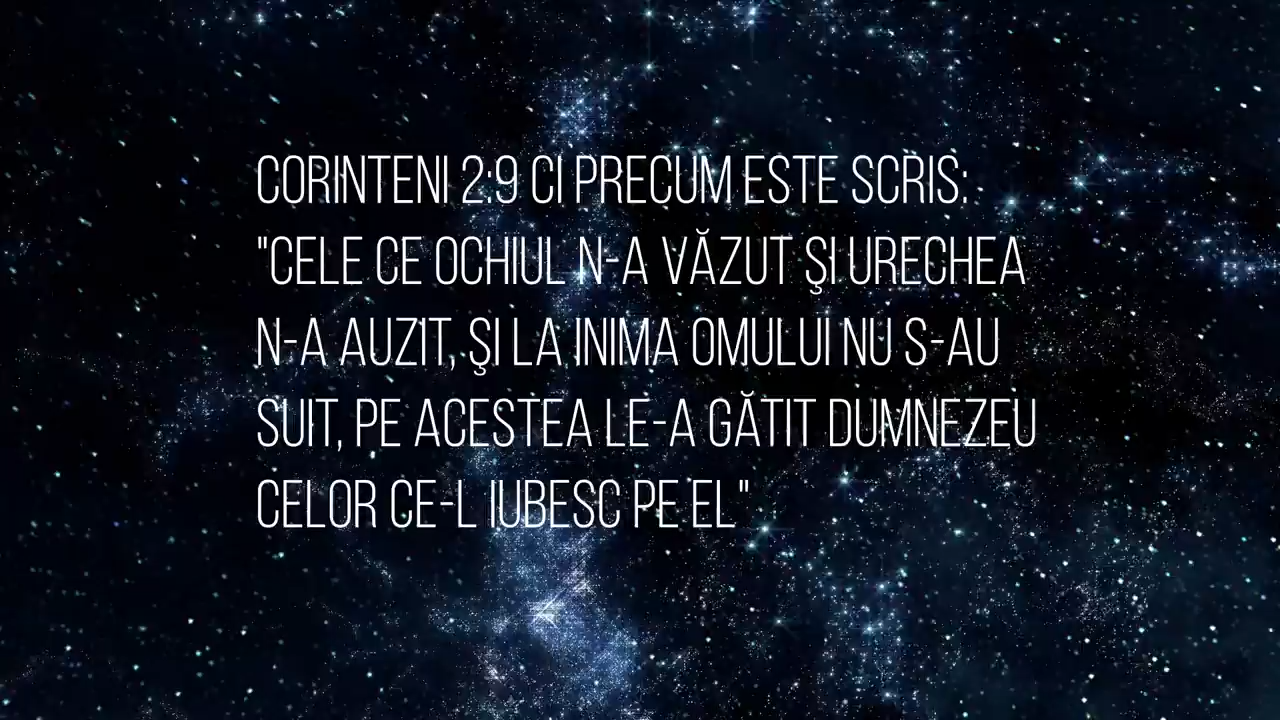 CORINTENI 2:9 CI PRECUM ESTE SCRIS:
"CELE CE OCHIUL N-A VĂZUT ŞI URECHEA
N-A AUZIT, ŞI LA INIMA OMULUI NU S-AU
SUIT, PE ACESTEA LE-A GĂTIT DUMNEZEU
CELOR CE-L IUBESC PE EL"